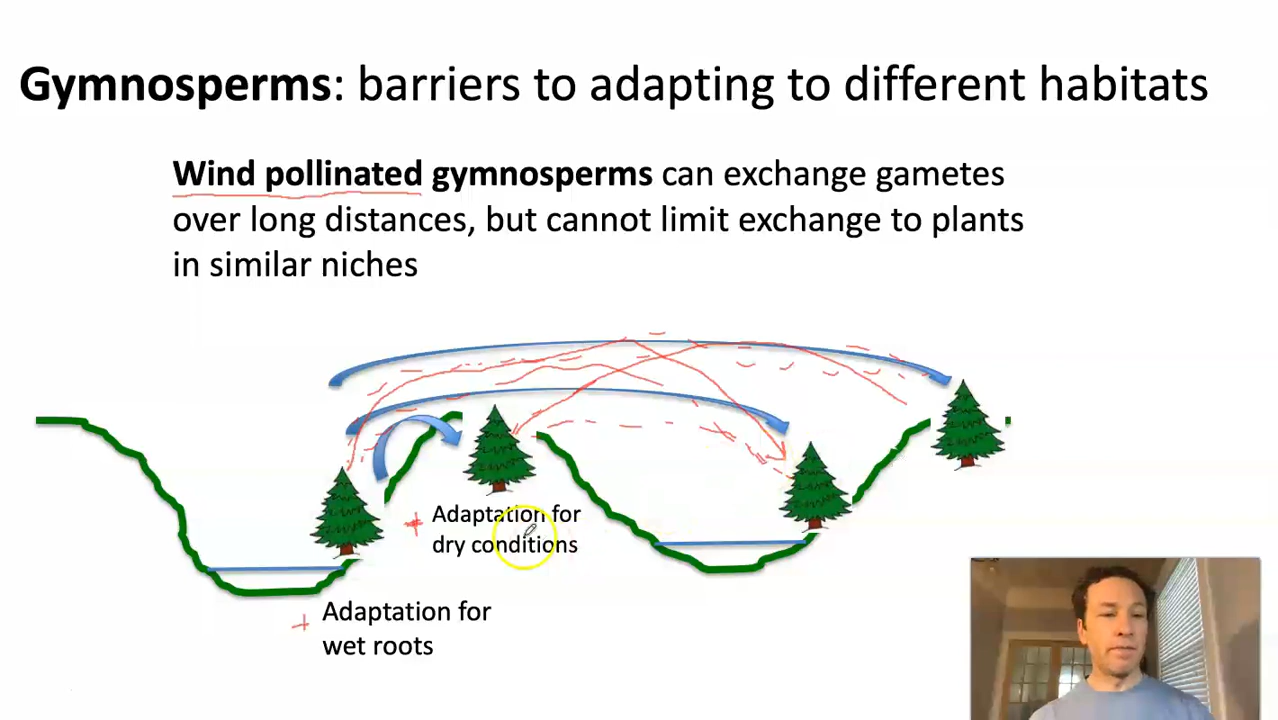 Gymnosperms: barriers to adapting to different habitats
Wind pollinated gymnosperms can exchange gametes
over long distances, but cannot limit exchange to plants
in similar niches
Adaptation for
dry conditions
Adaptation for
wet roots